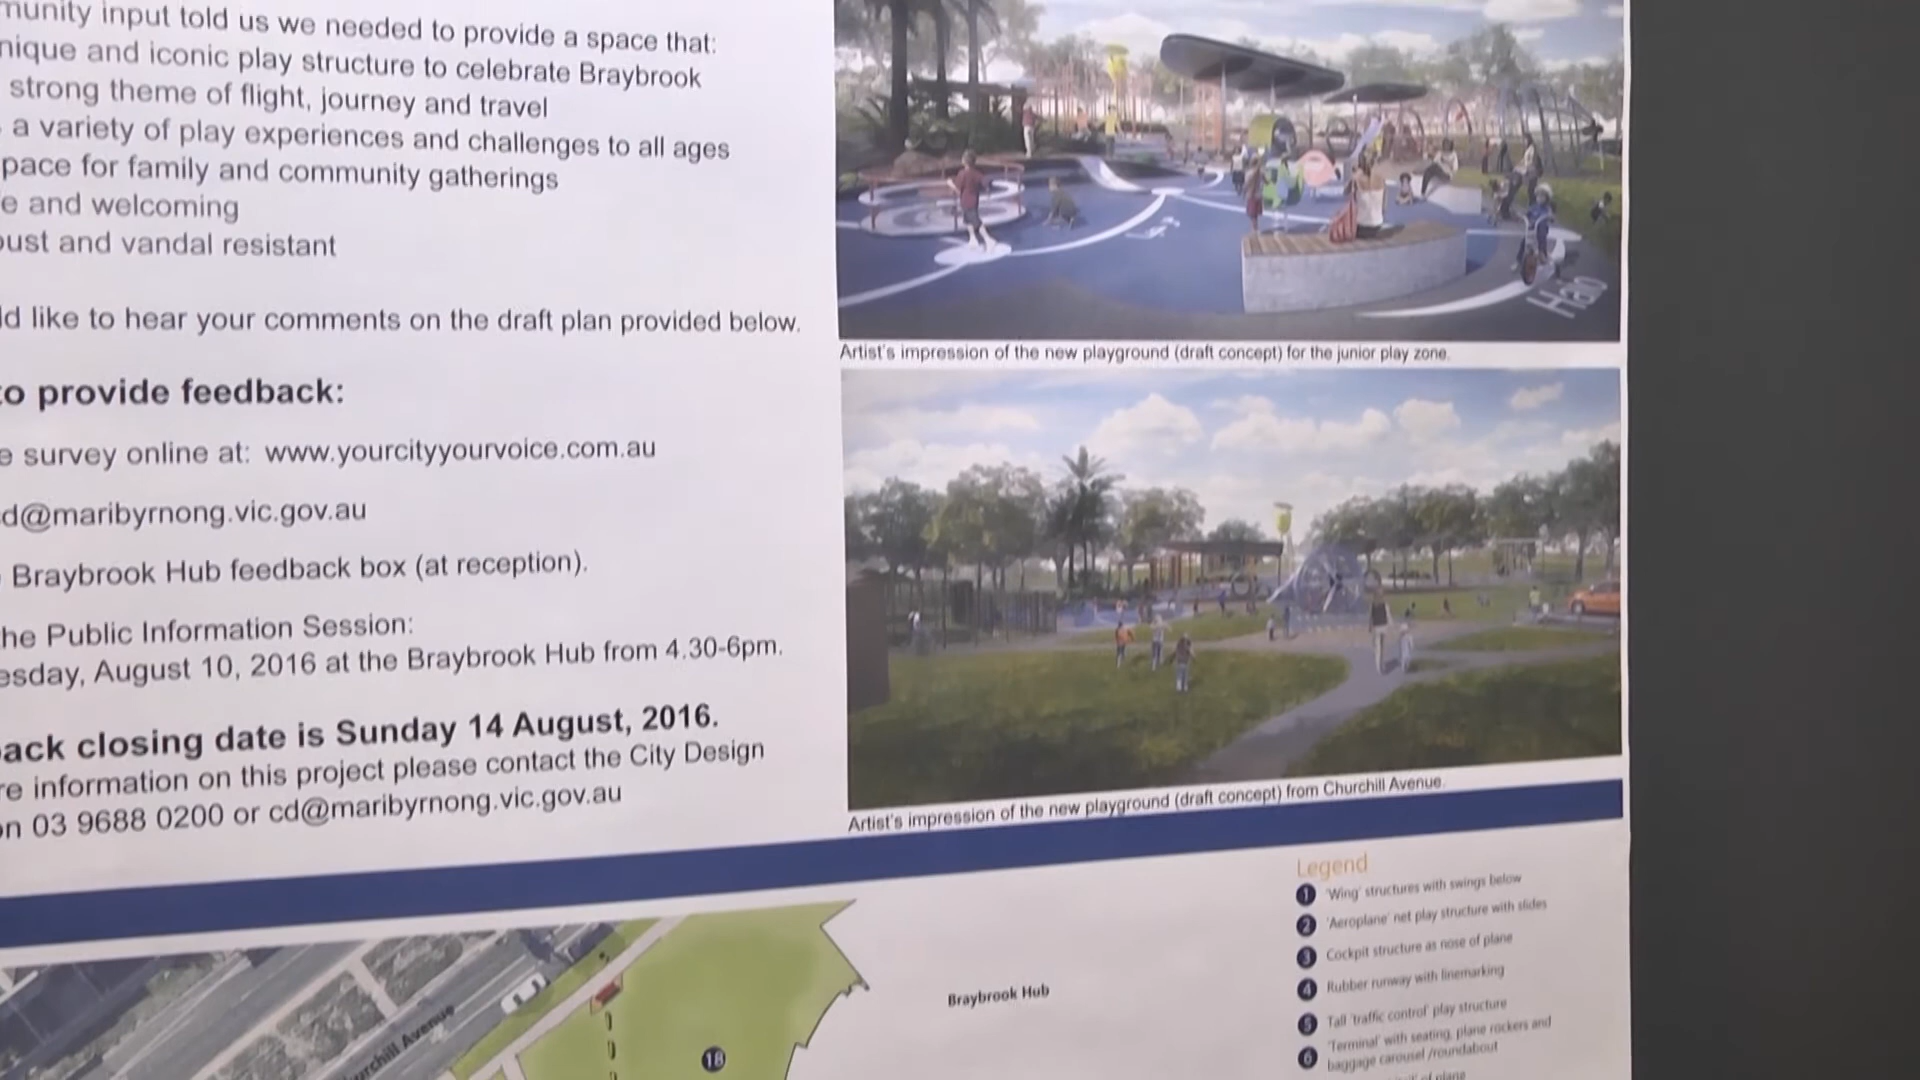 munity input told us we needed to provide a space that:
nique and iconic play structure to celebrate Braybrook
strong theme of flight, journey and travel
a variety of play experiences and challenges to all ages
pace for family and community gatherings
e and welcoming
oust and vandal resistant
ld like to hear your comments on the draft plan provided below.
to provide feedback:
e survey online at: www.yourcityyourvoice.com.au
cd@maribyrnong.vic.gov.au
Braybrook Hub feedback box (at reception).
he Public Information Session:
esday, August 10, 2016 at the Braybrook Hub from 4.30-6pm.
ack closing date is Sunday 14 August, 2016.
re information on this project please contact the City Design
on 03 9688 0200 or cd@maribyrnong.vic.gov.au
Artist's impression of the new playground (draft concept) for the junior play zone.
Artist's impression of the new playground (draft concept) from Churchill Avenue.
Legend
1 'Wing' structures with swings below
2 'Aeroplane' net play structure with slides
3 Cockpit structure as nose of plane
4 Rubber runway with linemarking
5 Tall 'traffic control' play structure
6 'Terminal' with seating, plane rockers and
baggage carousel /roundabout
of plane
Braybrook Hub
urchill Avenue
18